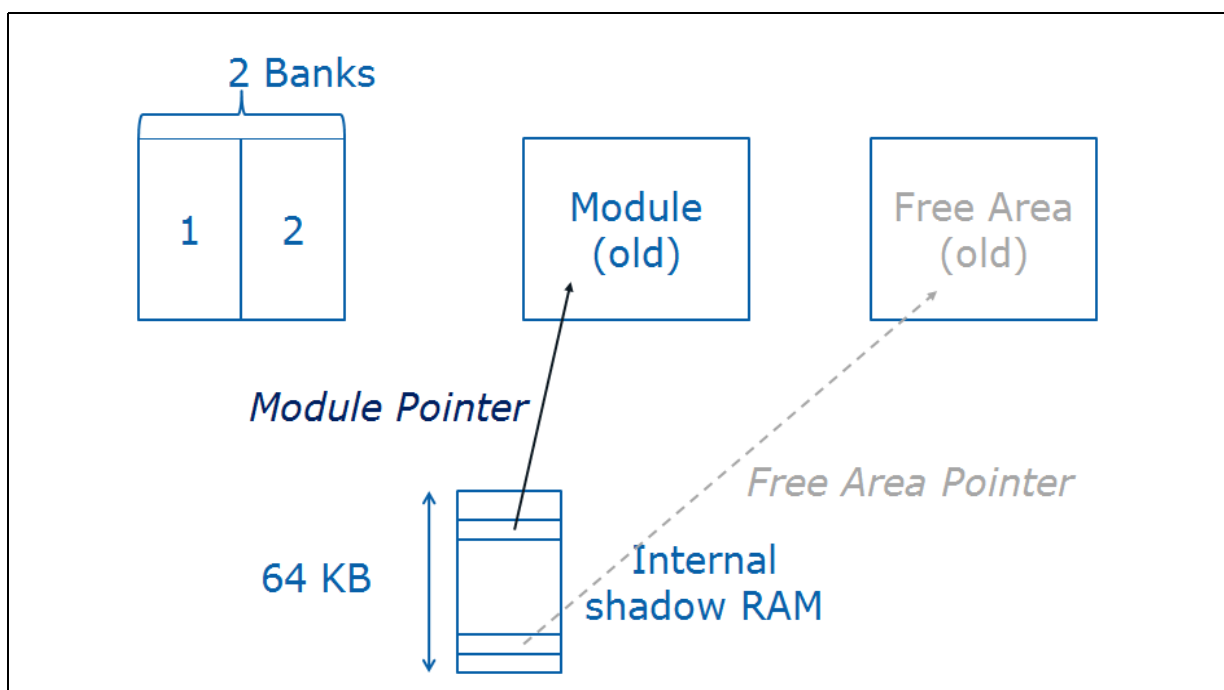 2 Banks
1
2
Module
(old)
Free Area
(old)
Module Pointer
Free Area Pointer
64 KB
Internal
shadow RAM